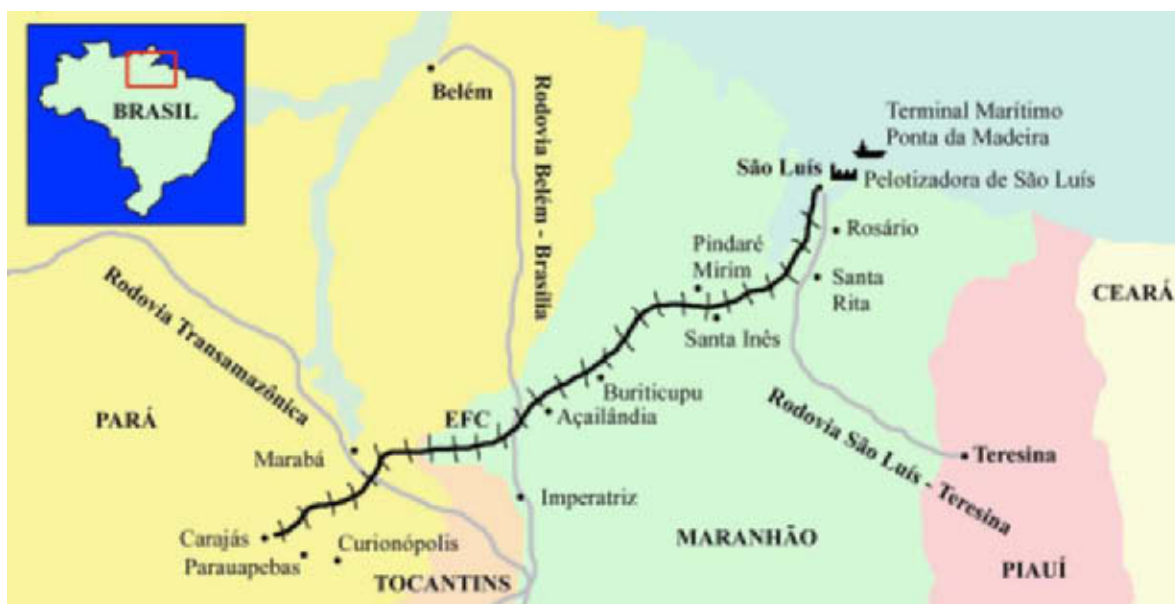 BRASIL
Belém
Rodovia Belém - Brasília
Terminal Marítimo
Ponta da Madeira
São Luís
Pelotizadora de São Luís
Rosário
Pindaré
Mirim
Santa
Rita
CEARÁ
Rodovia Transamazônica
Santa Inês
Buriticupu
Açailândia
EFC
PARÁ
Marabá
Rodovia São Luís - Teresina
Teresina
Imperatriz
Carajás
Parauapebas
Curionópolis
MARANHÃO
TOCANTINS
PIAUÍ